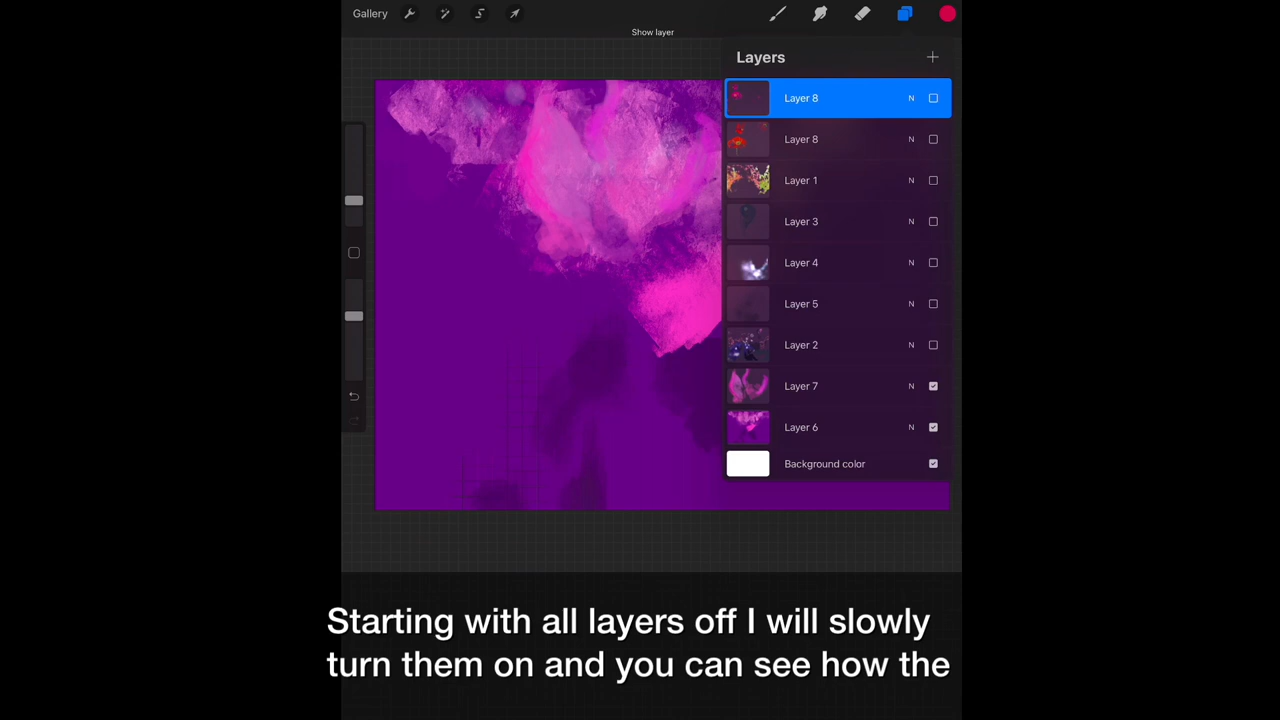 Gallery
Show layer
Layers
Layer 8 N
Layer 8 N
Layer 1 N
Layer 3 N
Layer 4 N
Layer 5 N
Layer 2 N
Layer 7 N
Layer 6 N
Background color
Starting with all layers off I will slowly
turn them on and you can see how the